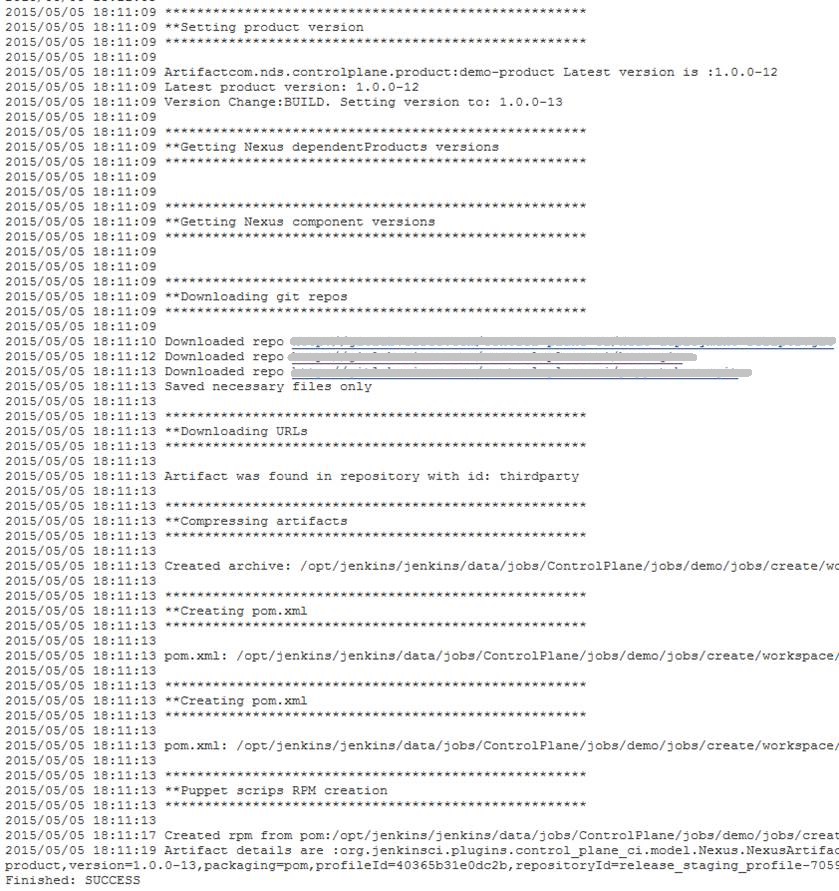 2015/05/05 18:11:09 ******************************************************
2015/05/05 18:11:09 **Setting product version
2015/05/05 18:11:09 ******************************************************
2015/05/05 18:11:09
2015/05/05 18:11:09 Artifactcom.nds.controlplane.product:demo-product Latest version is :1.0.0-12
2015/05/05 18:11:09 Latest product version: 1.0.0-12
2015/05/05 18:11:09 Version Change:BUILD. Setting version to: 1.0.0-13
2015/05/05 18:11:09
2015/05/05 18:11:09 ******************************************************
2015/05/05 18:11:09 **Getting Nexus dependentProducts versions
2015/05/05 18:11:09 ******************************************************
2015/05/05 18:11:09
2015/05/05 18:11:09
2015/05/05 18:11:09 ******************************************************
2015/05/05 18:11:09 **Getting Nexus component versions
2015/05/05 18:11:09 ******************************************************
2015/05/05 18:11:09
2015/05/05 18:11:09
2015/05/05 18:11:09 ******************************************************
2015/05/05 18:11:09 **Downloading git repos
2015/05/05 18:11:09 ******************************************************
2015/05/05 18:11:09
2015/05/05 18:11:10 Downloaded repo
2015/05/05 18:11:12 Downloaded repo
2015/05/05 18:11:13 Downloaded repo
2015/05/05 18:11:13 Saved necessary files only
2015/05/05 18:11:13
2015/05/05 18:11:13 ******************************************************
2015/05/05 18:11:13 **Downloading URLs
2015/05/05 18:11:13 ******************************************************
2015/05/05 18:11:13
2015/05/05 18:11:13 Artifact was found in repository with id: thirdparty
2015/05/05 18:11:13
2015/05/05 18:11:13 ******************************************************
2015/05/05 18:11:13 **Compressing artifacts
2015/05/05 18:11:13 ******************************************************
2015/05/05 18:11:13
2015/05/05 18:11:13 Created archive: /opt/jenkins/jenkins/data/jobs/ControlPlane/jobs/demo/jobs/create/wo
2015/05/05 18:11:13
2015/05/05 18:11:13 ******************************************************
2015/05/05 18:11:13 **Creating pom.xml
2015/05/05 18:11:13 ******************************************************
2015/05/05 18:11:13
2015/05/05 18:11:13 pom.xml: /opt/jenkins/jenkins/data/jobs/ControlPlane/jobs/demo/jobs/create/workspace/
2015/05/05 18:11:13
2015/05/05 18:11:13 ******************************************************
2015/05/05 18:11:13 **Creating pom.xml
2015/05/05 18:11:13 ******************************************************
2015/05/05 18:11:13
2015/05/05 18:11:13 pom.xml: /opt/jenkins/jenkins/data/jobs/ControlPlane/jobs/demo/jobs/create/workspace/
2015/05/05 18:11:13
2015/05/05 18:11:13 ******************************************************
2015/05/05 18:11:13 **Puppet scrips RPM creation
2015/05/05 18:11:13 ******************************************************
2015/05/05 18:11:13
2015/05/05 18:11:17 Created rpm from pom:/opt/jenkins/jenkins/data/jobs/ControlPlane/jobs/demo/jobs/creat
2015/05/05 18:11:19 Artifact details are :org.jenkinsci.plugins.control_plane_ci.model.Nexus.NexusArtifac
product,version=1.0.0-13,packaging=pom,profileId=40365b31e0dc2b,repositoryId=release_staging_profile-7059
Finished: SUCCESS